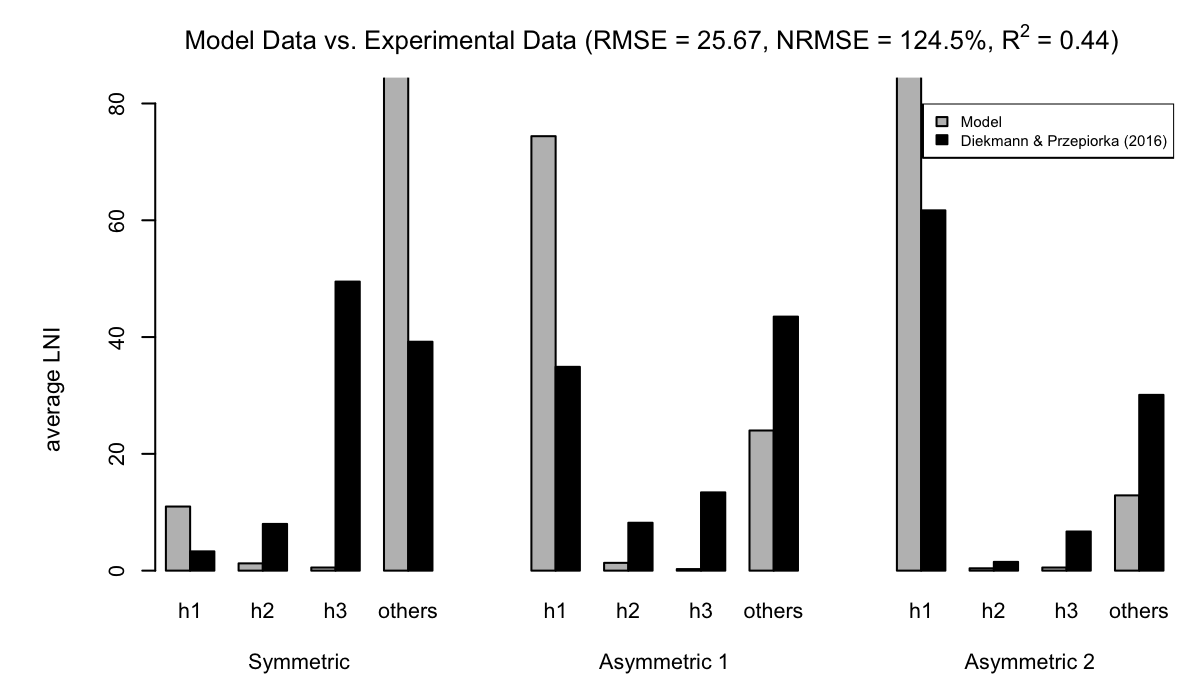 Model Data vs. Experimental Data (RMSE = 25.67, NRMSE = 124.5%, R² = 0.44)
average LNI
80
60
40
20
0
Model
Diekmann & Przepiorka (2016)
h1 h2 h3 others h1 h2 h3 others h1 h2 h3 others
Symmetric Asymmetric 1 Asymmetric 2